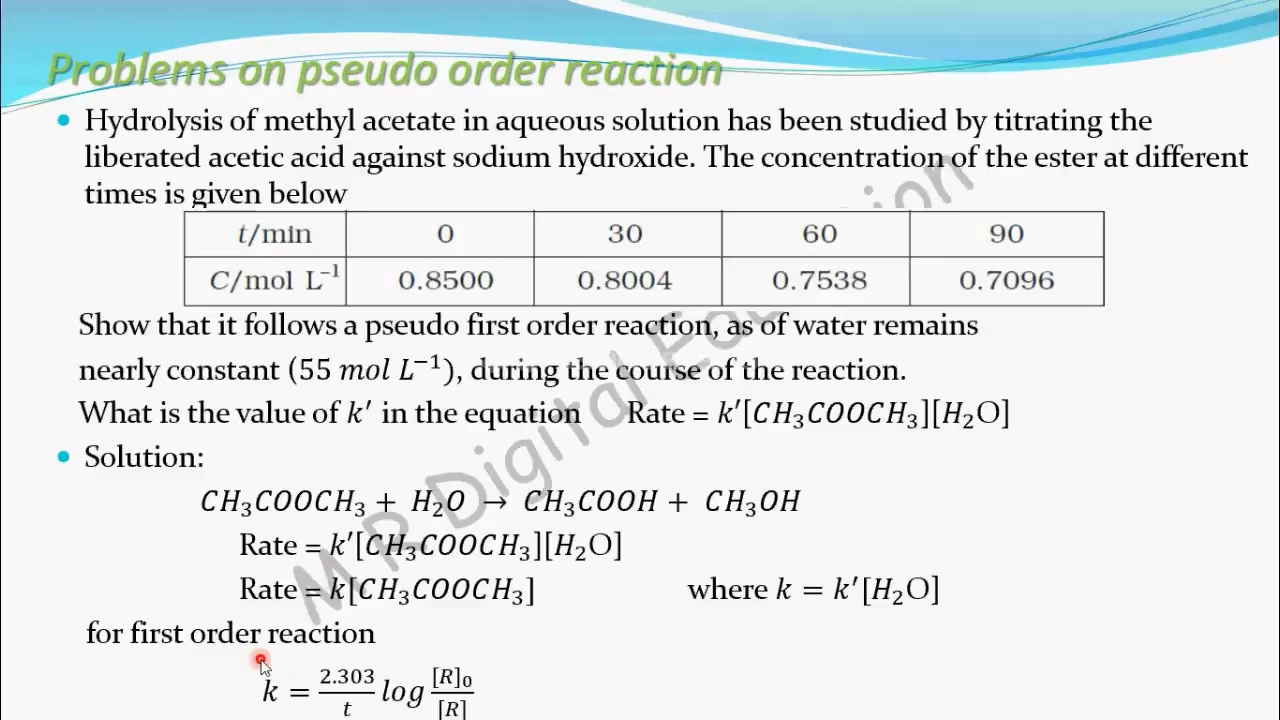 Problems on pseudo order reaction
• Hydrolysis of methyl acetate in aqueous solution has been studied by titrating the
liberated acetic acid against sodium hydroxide. The concentration of the ester at different
times is given below
t/min 0 30 60 90
C/mol L⁻¹ 0.8500 0.8004 0.7538 0.7096
Show that it follows a pseudo first order reaction, as of water remains
nearly constant (55 mol L⁻¹), during the course of the reaction.
What is the value of k′ in the equation Rate = k′[CH₃COOCH₃][H₂O]
• Solution:
CH₃COOCH₃ + H₂O → CH₃COOH + CH₃OH
Rate = k′[CH₃COOCH₃][H₂O]
Rate = k[CH₃COOCH₃] where k = k′[H₂O]
for first order reaction
k = 2.303/t log [R]₀/[R]
M R Digital Education